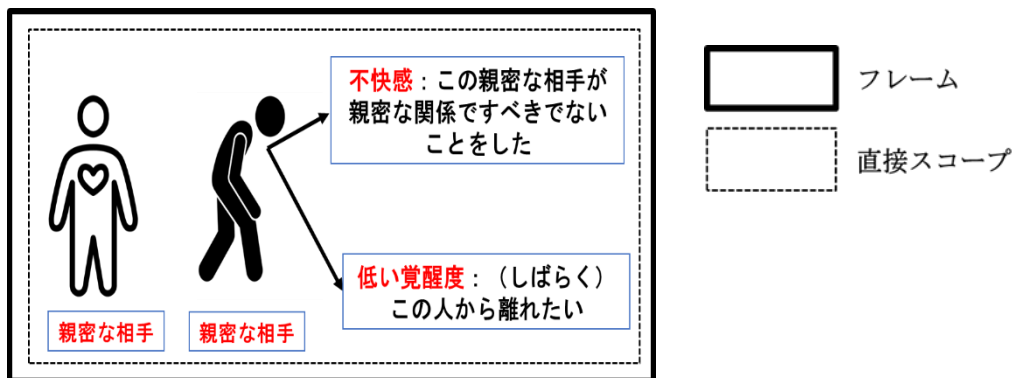 不快感：この親密な相手が
親密な関係ですべきでない
ことをした
低い覚醒度：（しばらく）
この人から離れたい
親密な相手
親密な相手
フレーム
直接スコープ